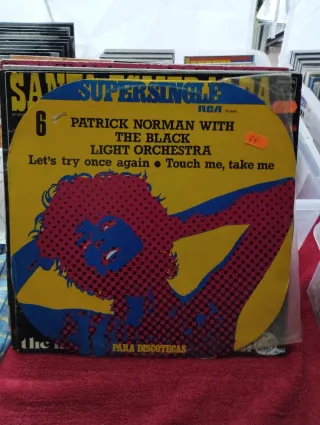 SUPERSINGLE
RCA
6
PATRICK NORMAN WITH
THE BLACK
LIGHT ORCHESTRA
Let's try once again • Touch me, take me
PARA DISCOTECAS
the